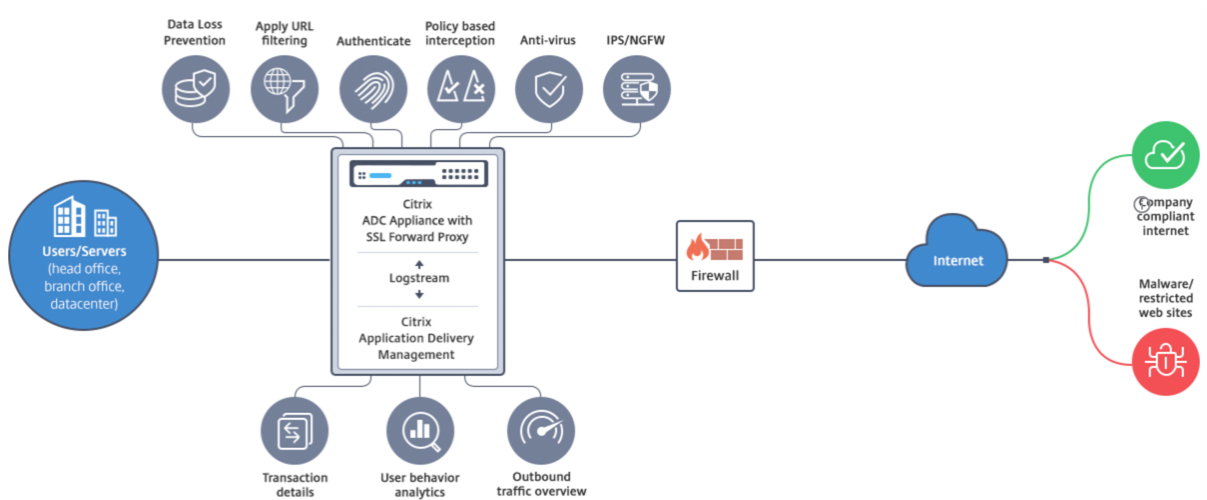 Data Loss
Prevention
Apply URL
filtering
Authenticate
Policy based
interception
Anti-virus
IPS/NGFW
Users/Servers
(head office,
branch office,
datacenter)
Citrix
ADC Appliance with
SSL Forward Proxy
Logstream
Citrix
Application Delivery
Management
Firewall
Internet
Company
compliant
internet
Malware/
restricted
web sites
Transaction
details
User behavior
analytics
Outbound
traffic overview